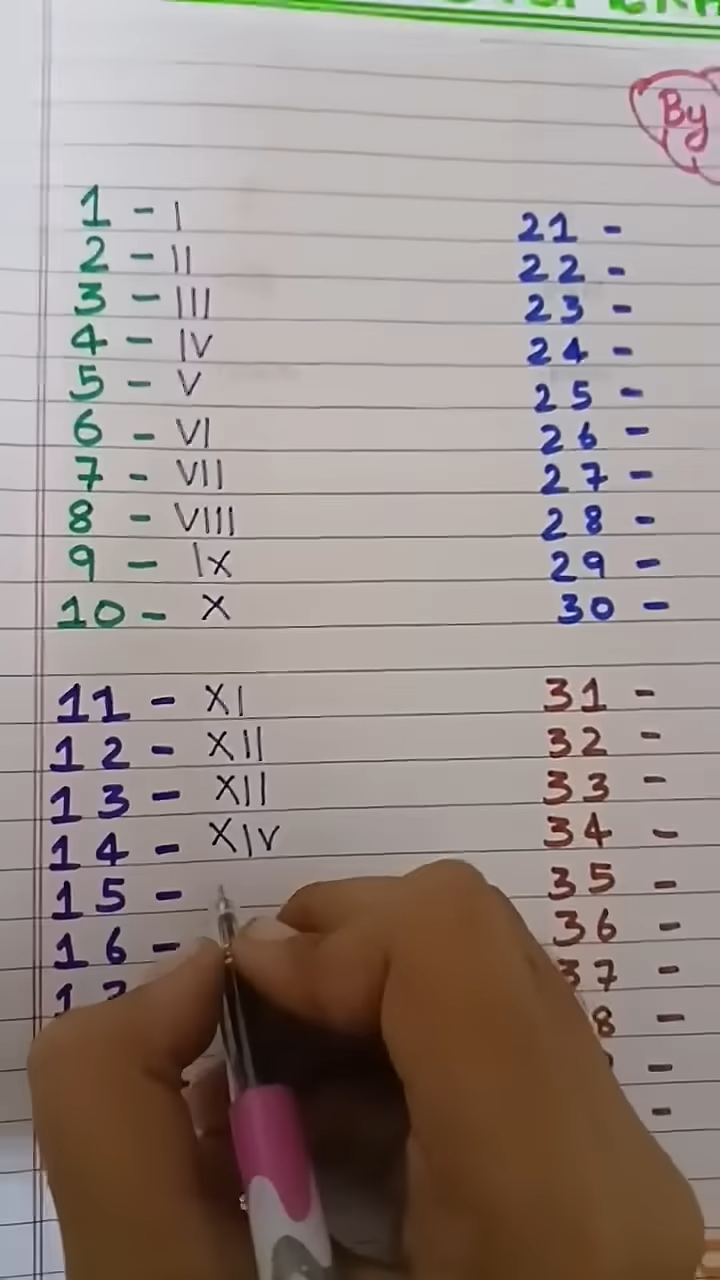 By
1 - I
2 - II
3 - III
4 - IV
5 - V
6 - VI
7 - VII
8 - VIII
9 - IX
10 - X
11 - XI
12 - XII
13 - XII
14 - XIV
15 -
16 -
21 -
22 -
23 -
24 -
25 -
26 -
27 -
28 -
29 -
30 -
31 -
32 -
33 -
34 -
35 -
36 -
37 -
8 -
-
-